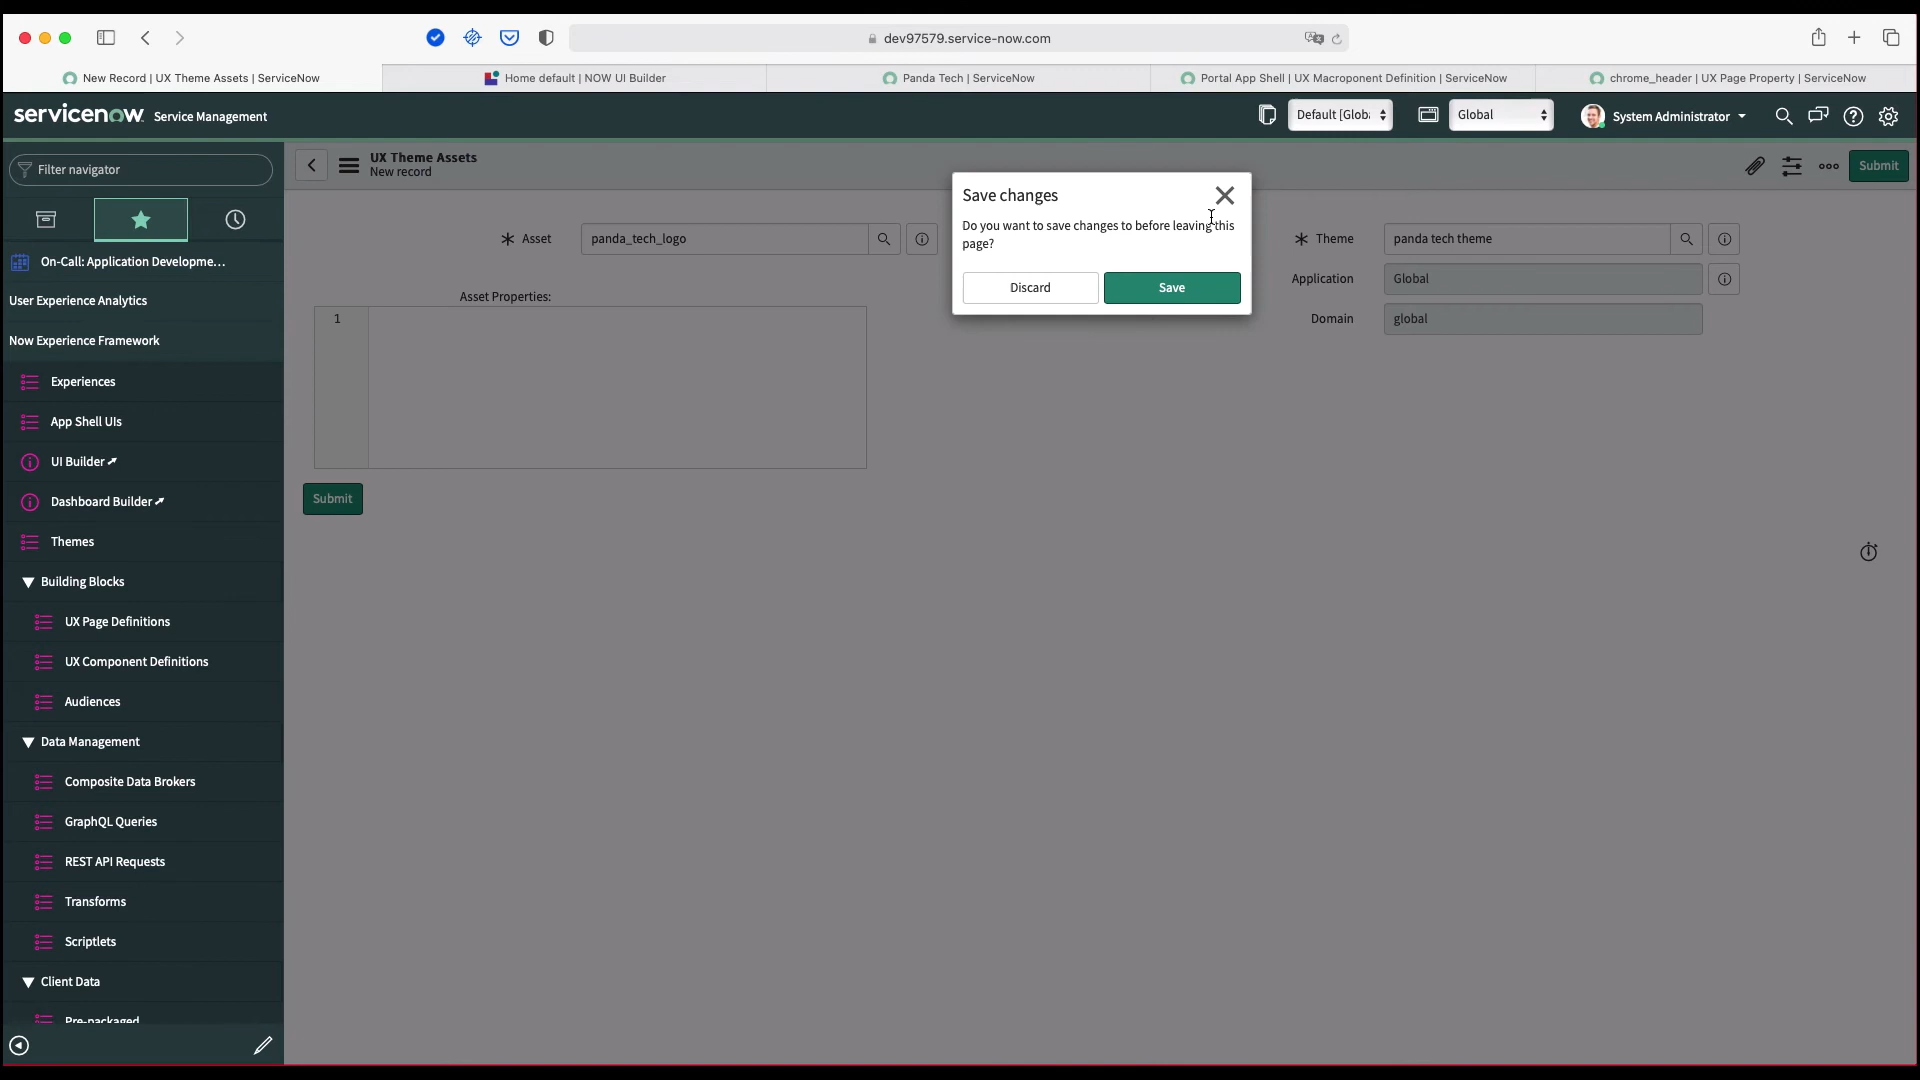 dev97579.service-now.com
New Record | UX Theme Assets | ServiceNow
Home default | NOW UI Builder
Panda Tech | ServiceNow
Portal App Shell | UX Macroponent Definition | ServiceNow
chrome_header | UX Page Property | ServiceNow
servicenow Service Management
Default [Globa
Global
System Administrator
Filter navigator
UX Theme Assets
New record
Submit
Save changes
Do you want to save changes to before leaving this
page?
Discard
Save
Asset
panda_tech_logo
Theme
panda tech theme
Application
Global
Domain
global
Asset Properties:
1
Submit
On-Call: Application Developme...
User Experience Analytics
Now Experience Framework
Experiences
App Shell UIs
UI Builder
Dashboard Builder
Themes
Building Blocks
UX Page Definitions
UX Component Definitions
Audiences
Data Management
Composite Data Brokers
GraphQL Queries
REST API Requests
Transforms
Scriptlets
Client Data
Pre-packaged